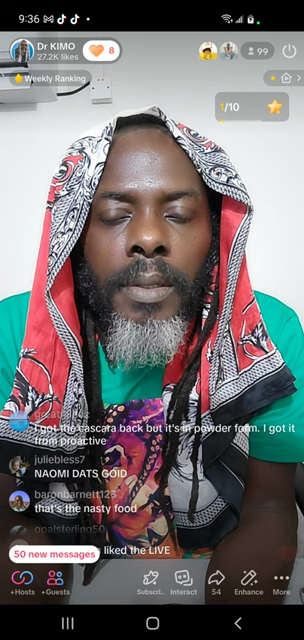 9:36
Dr KIMO
27.2K likes
8
99
Weekly Ranking
1/10
I got the cascara back but it's in powder form. I got it
from proactive
juliebless7
NAOMI DATS GOID
baronbarnett123
that's the nasty food
opalsterling50
50 new messages
liked the LIVE
+Hosts
+Guests
Subscri...
Interact
54
Enhance
More